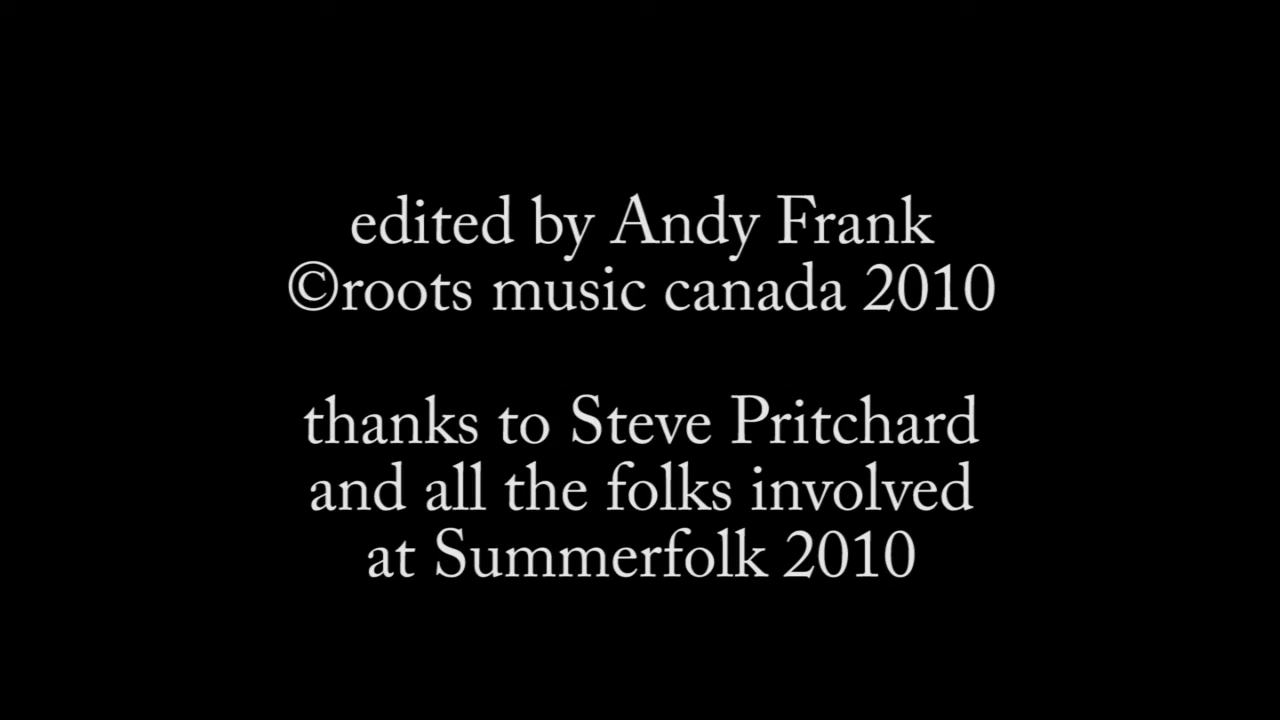 edited by Andy Frank
©roots music canada 2010
thanks to Steve Pritchard
and all the folks involved
at Summerfolk 2010